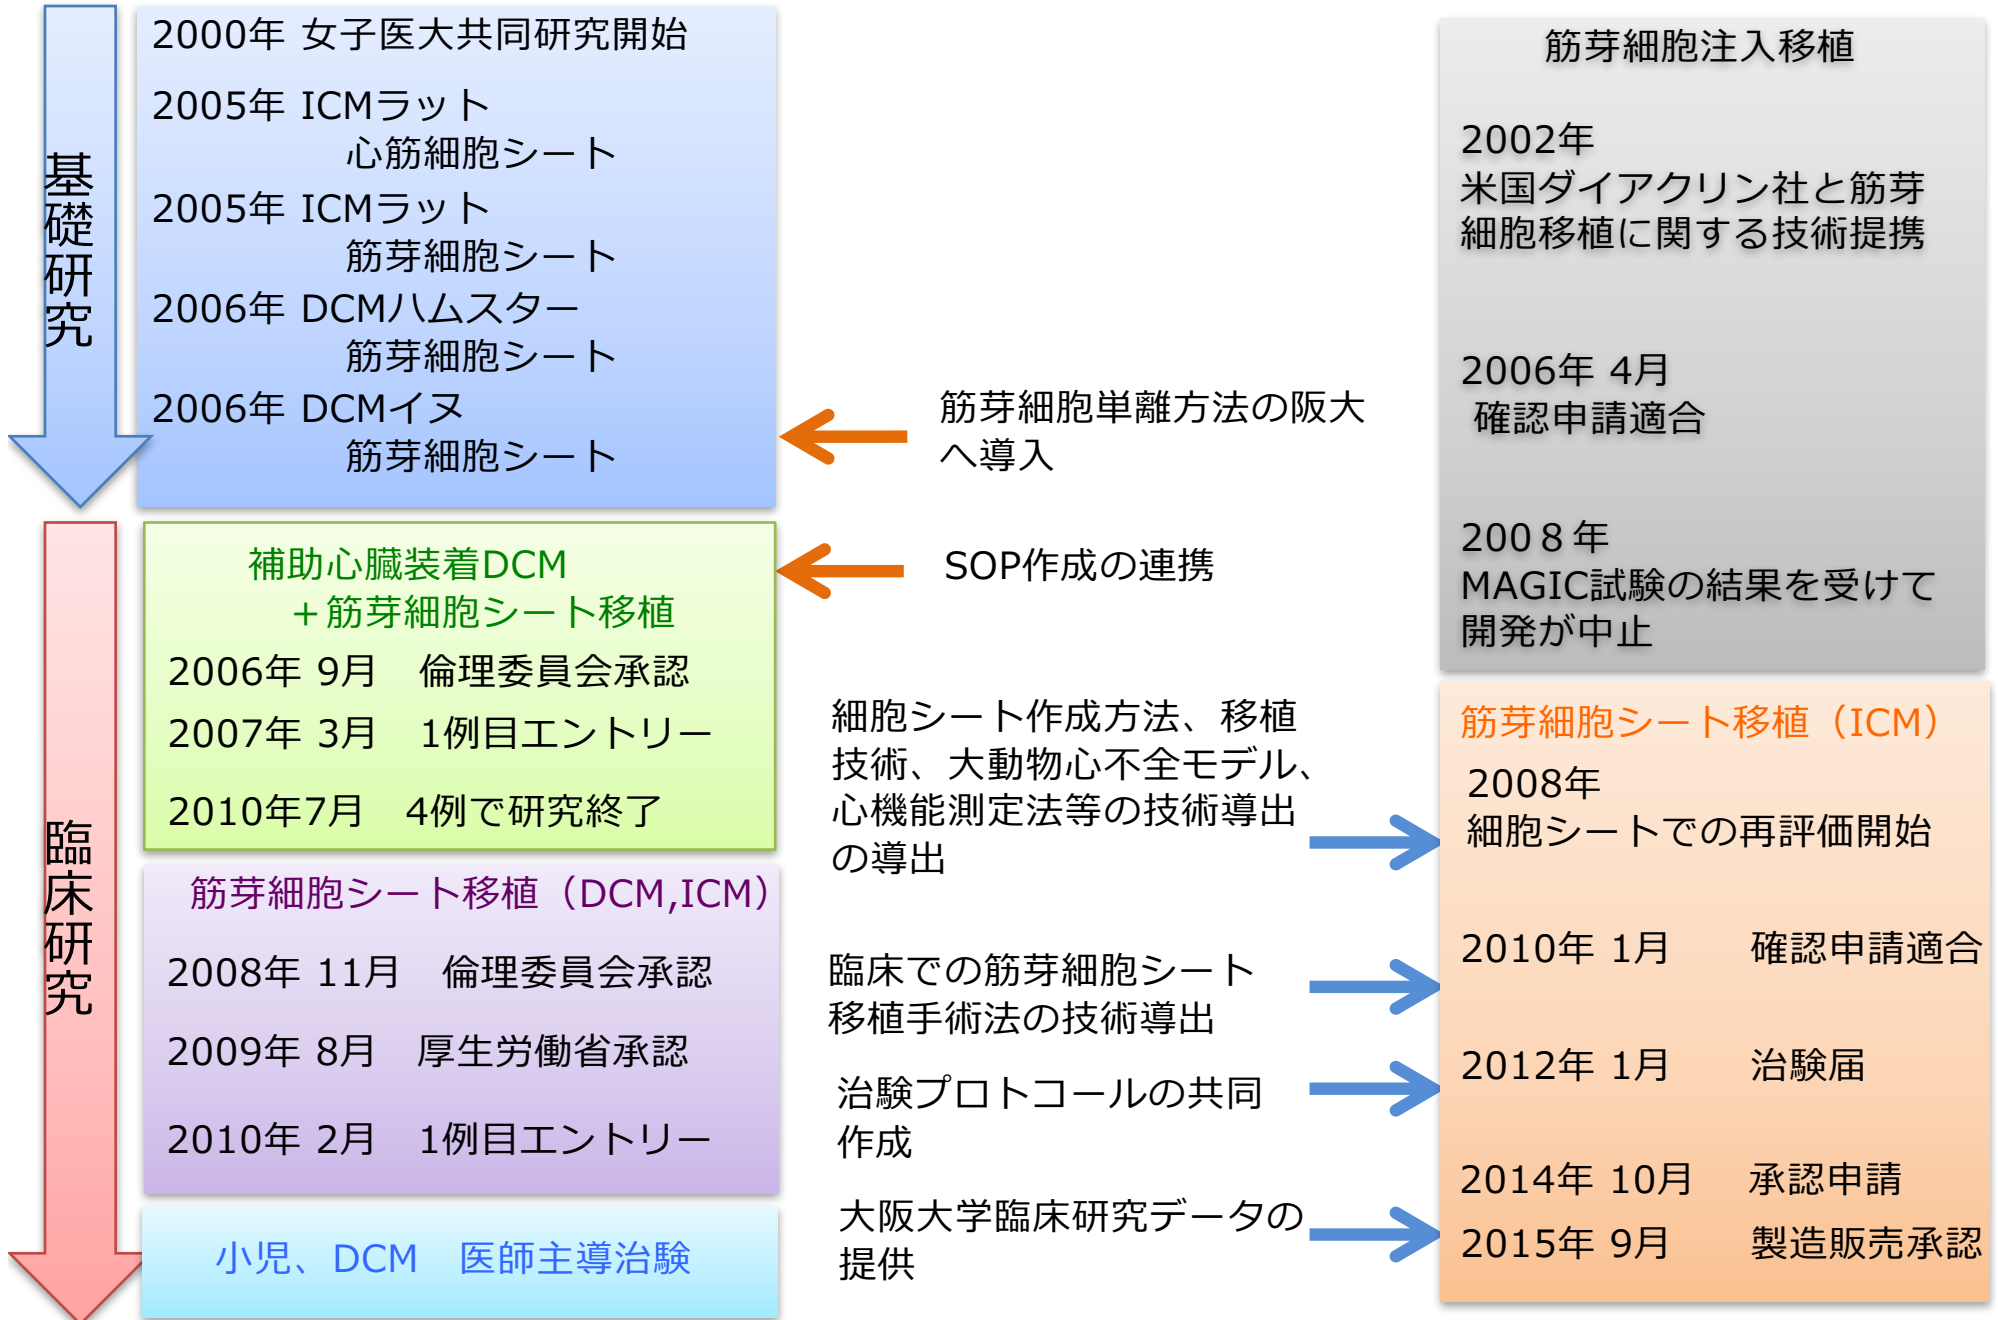 基礎研究
2000年 女子医大共同研究開始
2005年 ICMラット
心筋細胞シート
2005年 ICMラット
筋芽細胞シート
2006年 DCMハムスター
筋芽細胞シート
2006年 DCMイヌ
筋芽細胞シート
臨床研究
補助心臓装着DCM
＋筋芽細胞シート移植
2006年 9月　倫理委員会承認
2007年 3月　1例目エントリー
2010年7月　4例で研究終了
筋芽細胞シート移植（DCM,ICM）
2008年 11月　倫理委員会承認
2009年 8月　厚生労働省承認
2010年 2月　1例目エントリー
小児、DCM　医師主導治験
筋芽細胞単離方法の阪大
へ導入
SOP作成の連携
細胞シート作成方法、移植
技術、大動物心不全モデル、
心機能測定法等の技術導出
の導出
臨床での筋芽細胞シート
移植手術法の技術導出
治験プロトコールの共同
作成
大阪大学臨床研究データの
提供
筋芽細胞注入移植
2002年
米国ダイアクリン社と筋芽
細胞移植に関する技術提携
2006年 4月
確認申請適合
200８年
MAGIC試験の結果を受けて
開発が中止
筋芽細胞シート移植（ICM）
2008年
細胞シートでの再評価開始
2010年 1月　　確認申請適合
2012年 1月　　治験届
2014年 10月　 承認申請
2015年 9月　　製造販売承認